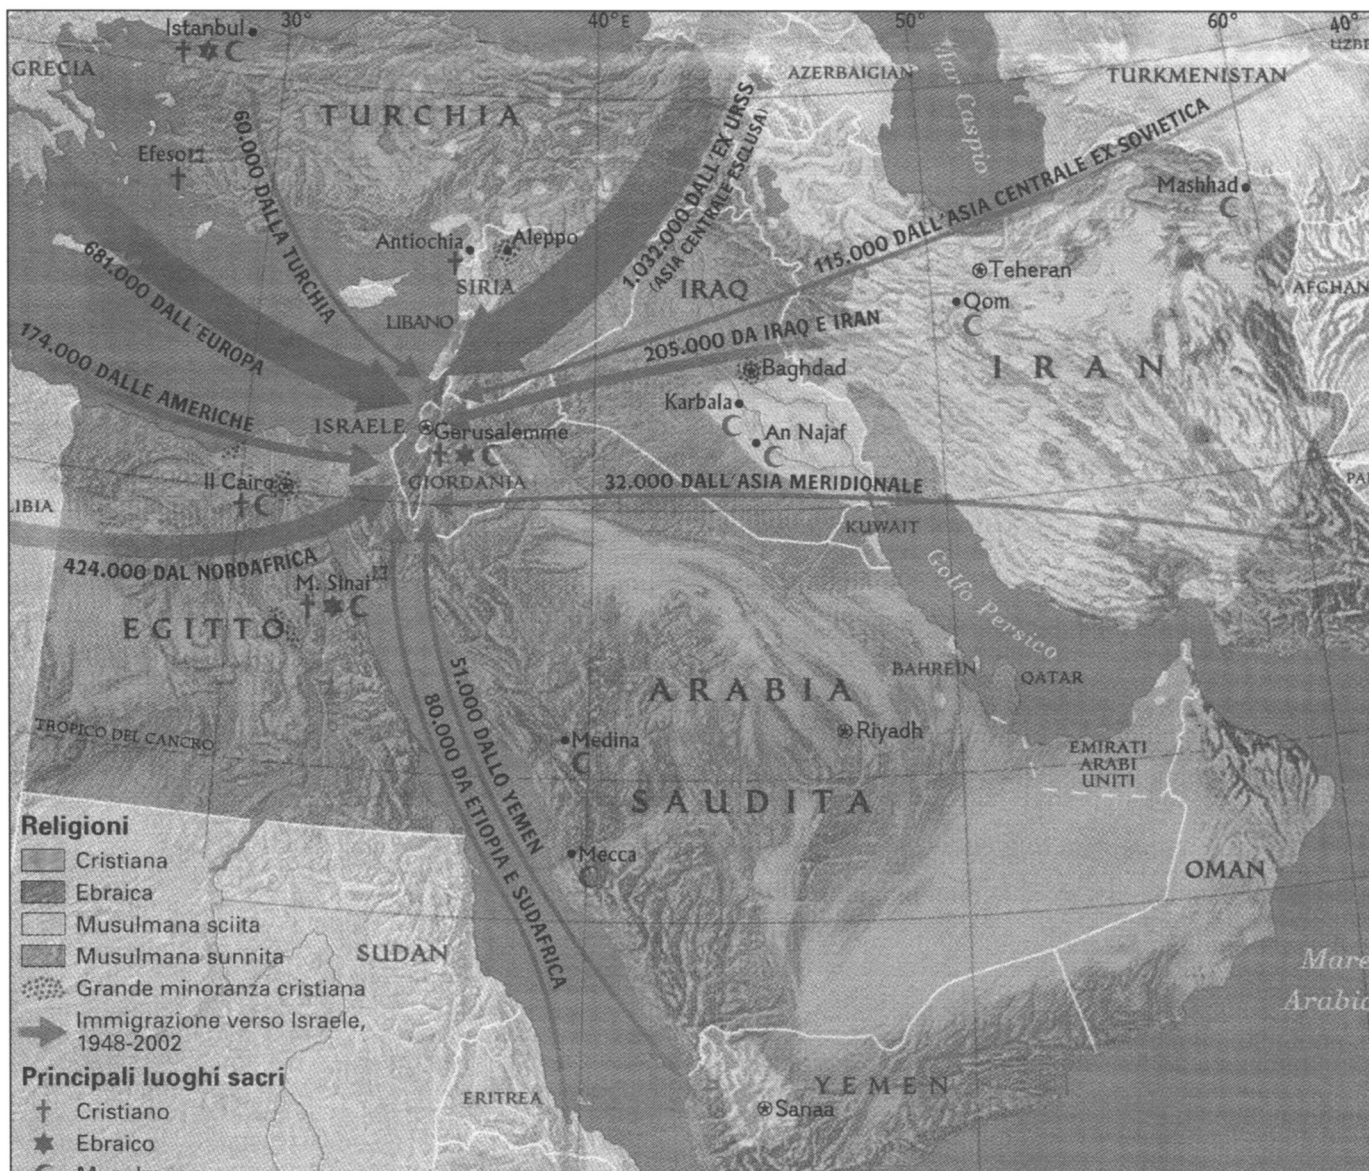 30°
40°E
50°
60°
40°
UZBE
Istanbul
GRECIA
TURCHIA
AZERBAIGIAN
Mar Caspio
TURKMENISTAN
Efeso
60.000 DALLA TURCHIA
1.032.000 DALL'EX URSS
(ASIA CENTRALE ESCLUSA)
115.000 DALL'ASIA CENTRALE EX SOVIETICA
Mashhad
681.000 DALL'EUROPA
Antiochia
Aleppo
SIRIA
IRAQ
Teheran
AFGHAN
Qom
LIBANO
174.000 DALLE AMERICHE
205.000 DA IRAQ E IRAN
IRAN
Baghdad
Karbala
An Najaf
ISRAELE
Gerusalemme
GIORDANIA
Il Cairo
32.000 DALL'ASIA MERIDIONALE
PA
LIBIA
KUWAIT
424.000 DAL NORDAFRICA
M. Sinai
Golfo Persico
EGITTO
51.000 DALLO YEMEN
80.000 DA ETIOPIA E SUDAFRICA
ARABIA
BAHREIN
QATAR
TROPICO DEL CANCRO
Medina
Riyadh
EMIRATI
ARABI
UNITI
SAUDITA
Mecca
OMAN
SUDAN
Mare
Arabi
YEMEN
Sanaa
ERITREA
Religioni
Cristiana
Ebraica
Musulmana sciita
Musulmana sunnita
Grande minoranza cristiana
Immigrazione verso Israele,
1948-2002
Principali luoghi sacri
Cristiano
Ebraico